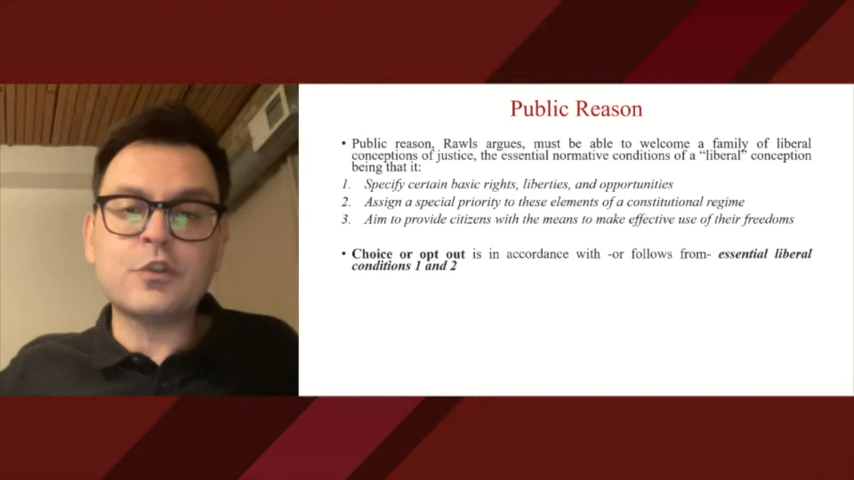 Public Reason
• Public reason, Rawls argues, must be able to welcome a family of liberal
conceptions of justice, the essential normative conditions of a “liberal” conception
being that it:
1. Specify certain basic rights, liberties, and opportunities
2. Assign a special priority to these elements of a constitutional regime
3. Aim to provide citizens with the means to make effective use of their freedoms
• Choice or opt out is in accordance with -or follows from- essential liberal
conditions 1 and 2